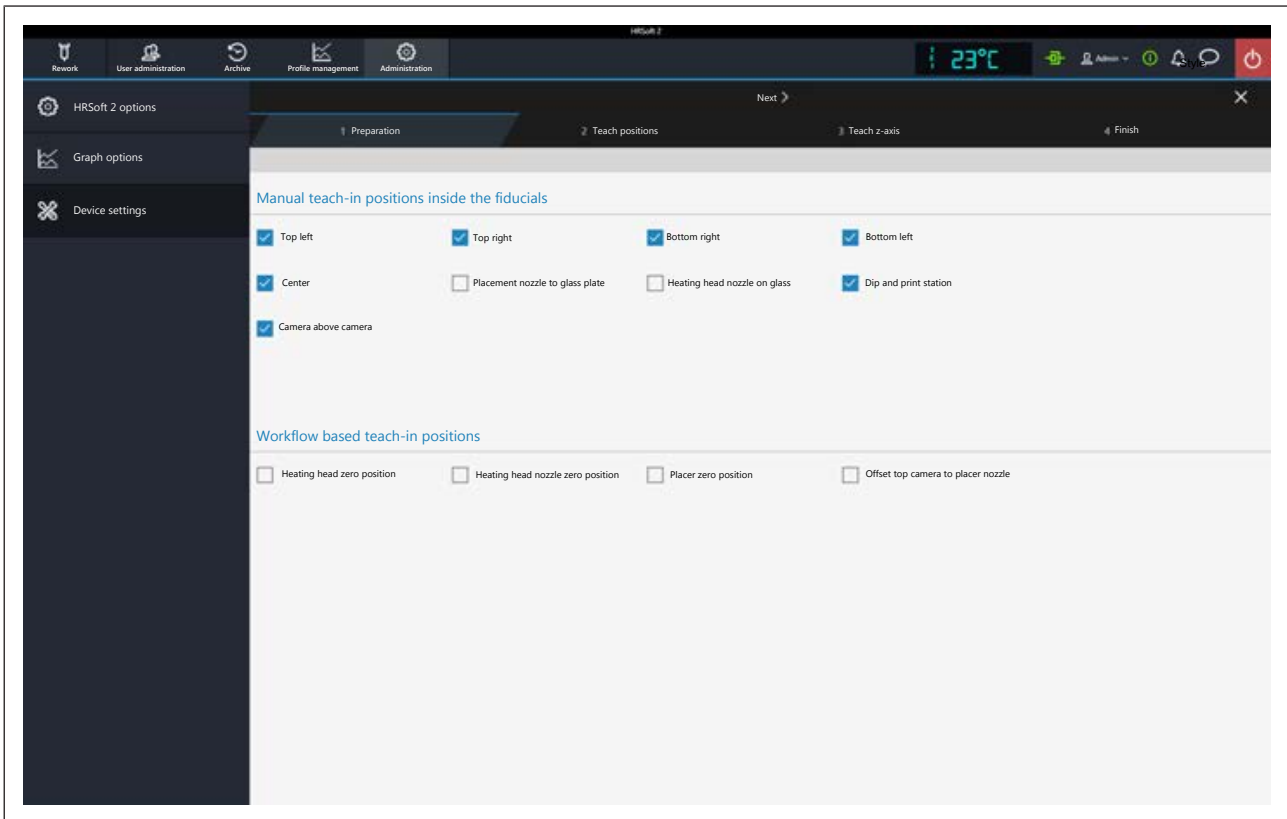 HRSoft 2
Rework User administration Archive Profile management Administration
23°C Admin
HRSoft 2 options
Graph options
Device settings
Next
1 Preparation 2 Teach positions 3 Teach z-axis 4 Finish
Manual teach-in positions inside the fiducials
Top left Top right Bottom right Bottom left
Center Placement nozzle to glass plate Heating head nozzle on glass Dip and print station
Camera above camera
Workflow based teach-in positions
Heating head zero position Heating head nozzle zero position Placer zero position Offset top camera to placer nozzle